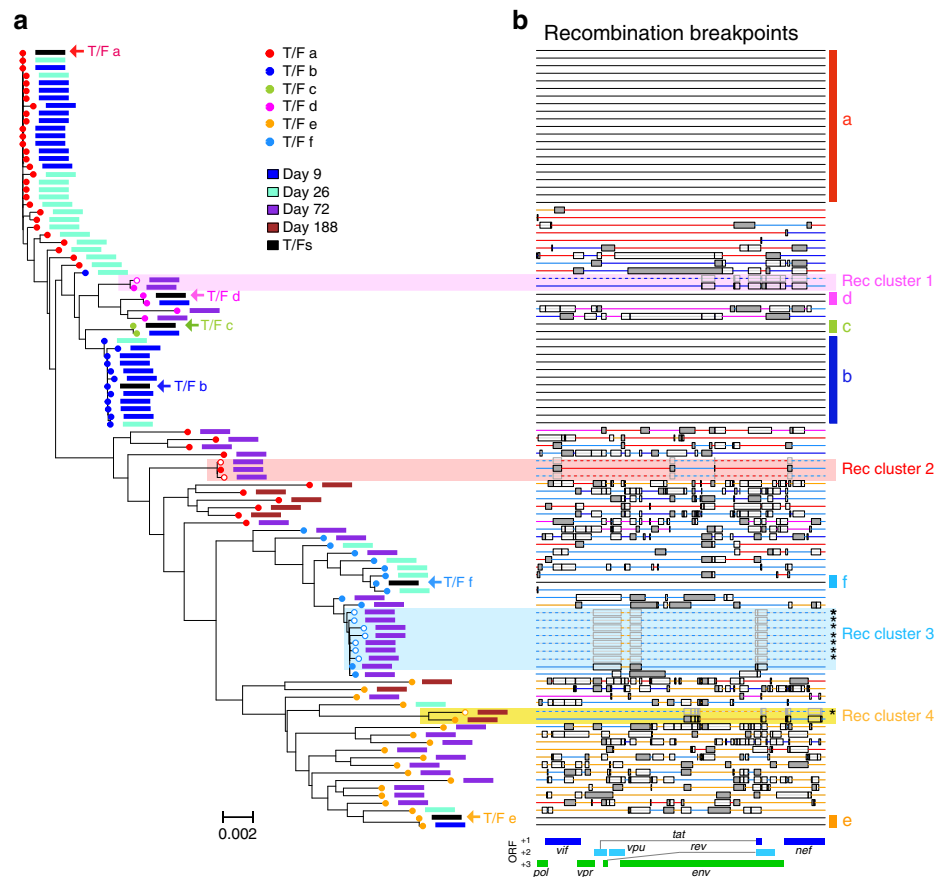 a
b
Recombination breakpoints
T/F a
T/F a
T/F b
T/F c
T/F d
T/F e
T/F f
Day 9
Day 26
Day 72
Day 188
T/Fs
a
Rec cluster 1
T/F d
d
T/F c
c
T/F b
b
Rec cluster 2
T/F f
f
*
*
*
*
*
*
Rec cluster 3
*
Rec cluster 4
T/F e
e
0.002
ORF
+1
+2
+3
tat
vif
vpu
rev
nef
pol
vpr
env